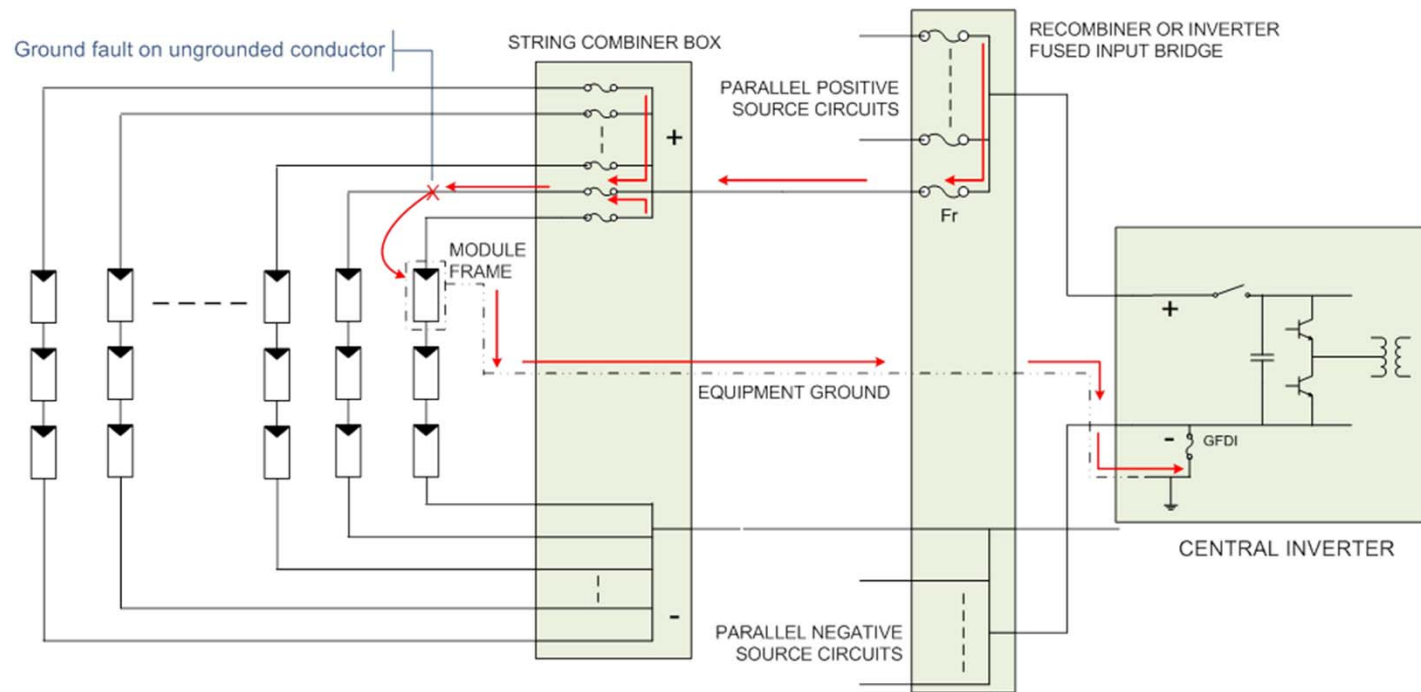 Ground fault on ungrounded conductor
STRING COMBINER BOX
RECOMBINER OR INVERTER
FUSED INPUT BRIDGE
PARALLEL POSITIVE
SOURCE CIRCUITS
+
Fr
MODULE
FRAME
+
EQUIPMENT GROUND
-
GFDI
CENTRAL INVERTER
-
PARALLEL NEGATIVE
SOURCE CIRCUITS